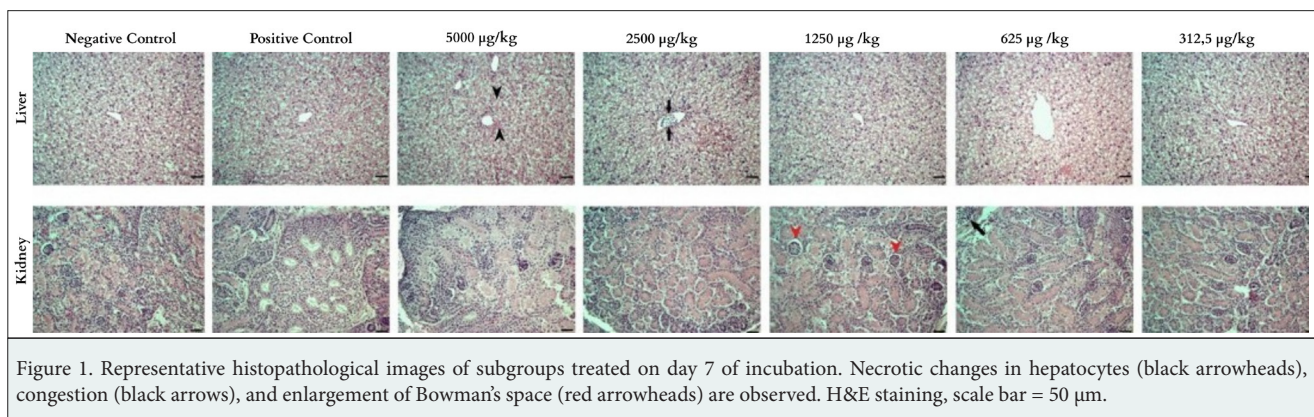 Negative Control Positive Control 5000 µg/kg 2500 µg /kg 1250 µg /kg 625 µg /kg 312,5 µg/kg
Liver
Kidney
Figure 1. Representative histopathological images of subgroups treated on day 7 of incubation. Necrotic changes in hepatocytes (black arrowheads),
congestion (black arrows), and enlargement of Bowman's space (red arrowheads) are observed. H&E staining, scale bar = 50 µm.